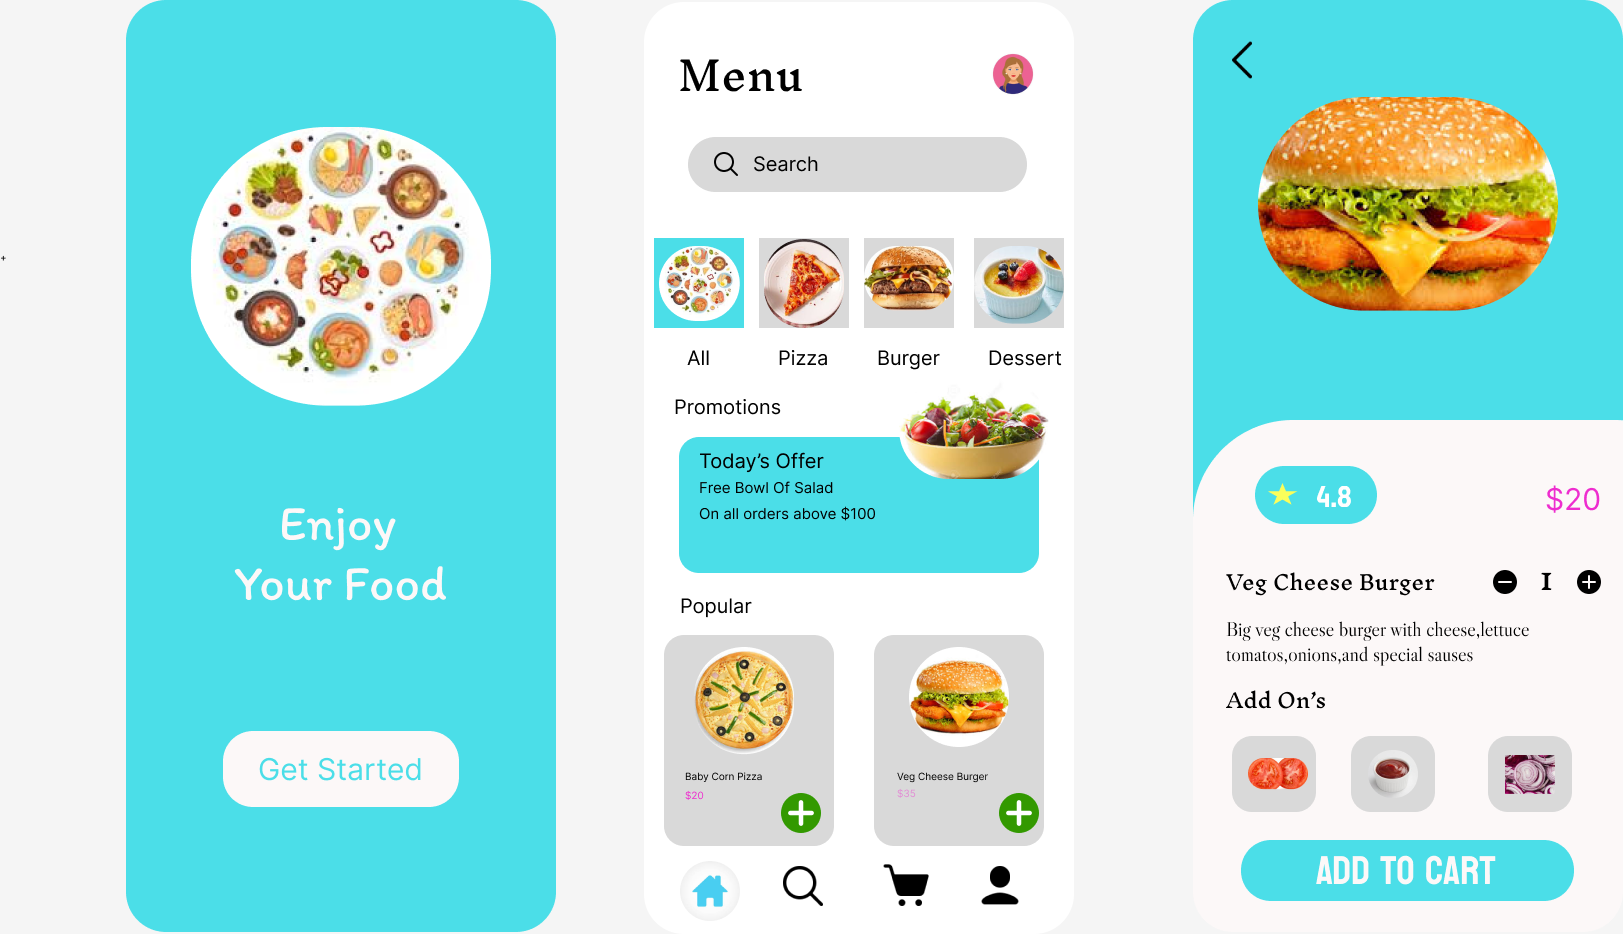 Enjoy
Your Food
Get Started
Menu
Search
All
Pizza
Burger
Dessert
Promotions
Today's Offer
Free Bowl Of Salad
On all orders above $100
Popular
Baby Corn Pizza
$20
Veg Cheese Burger
$35
4.8
$20
Veg Cheese Burger
1
Big veg cheese burger with cheese,lettuce
tomatos,onions,and special sauses
Add On's
ADD TO CART